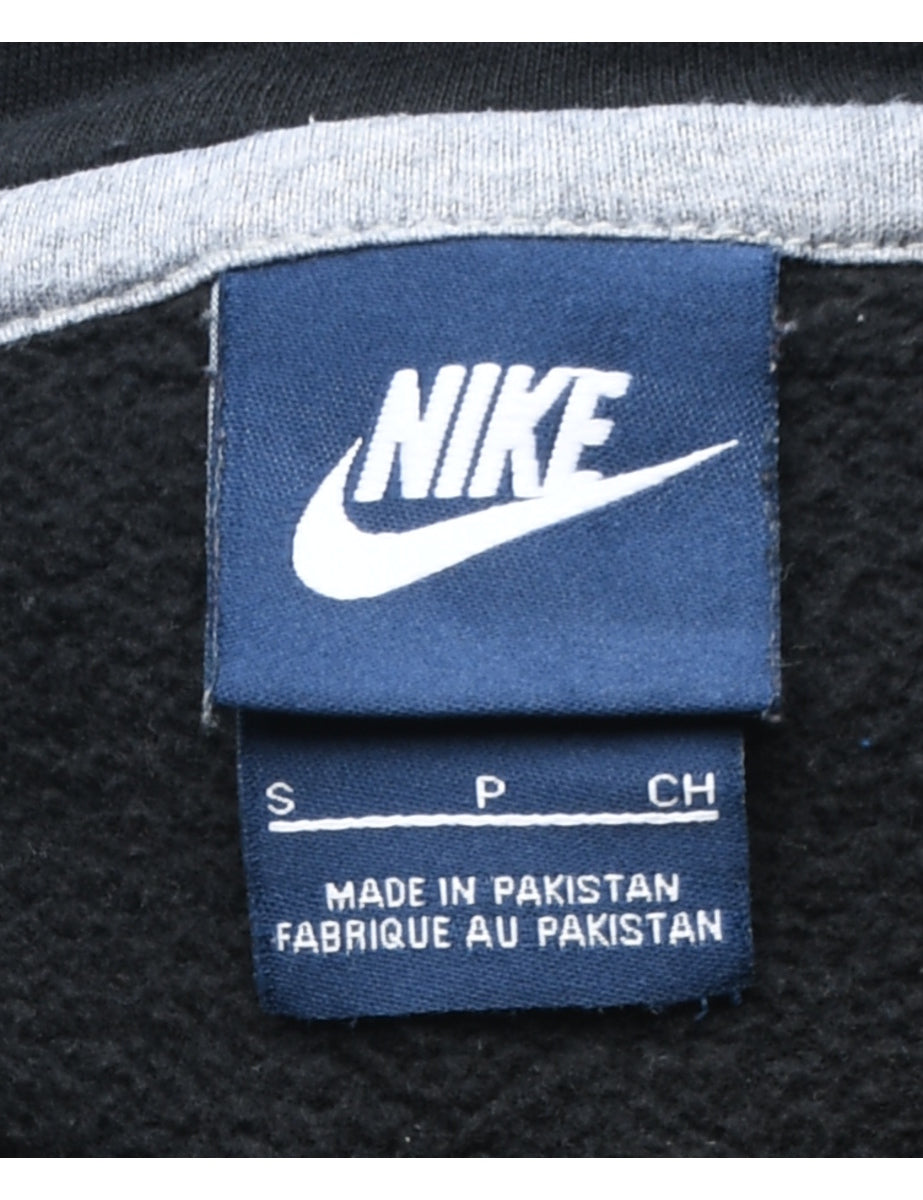 NIKE
S P CH
MADE IN PAKISTAN
FABRIQUE AU PAKISTAN